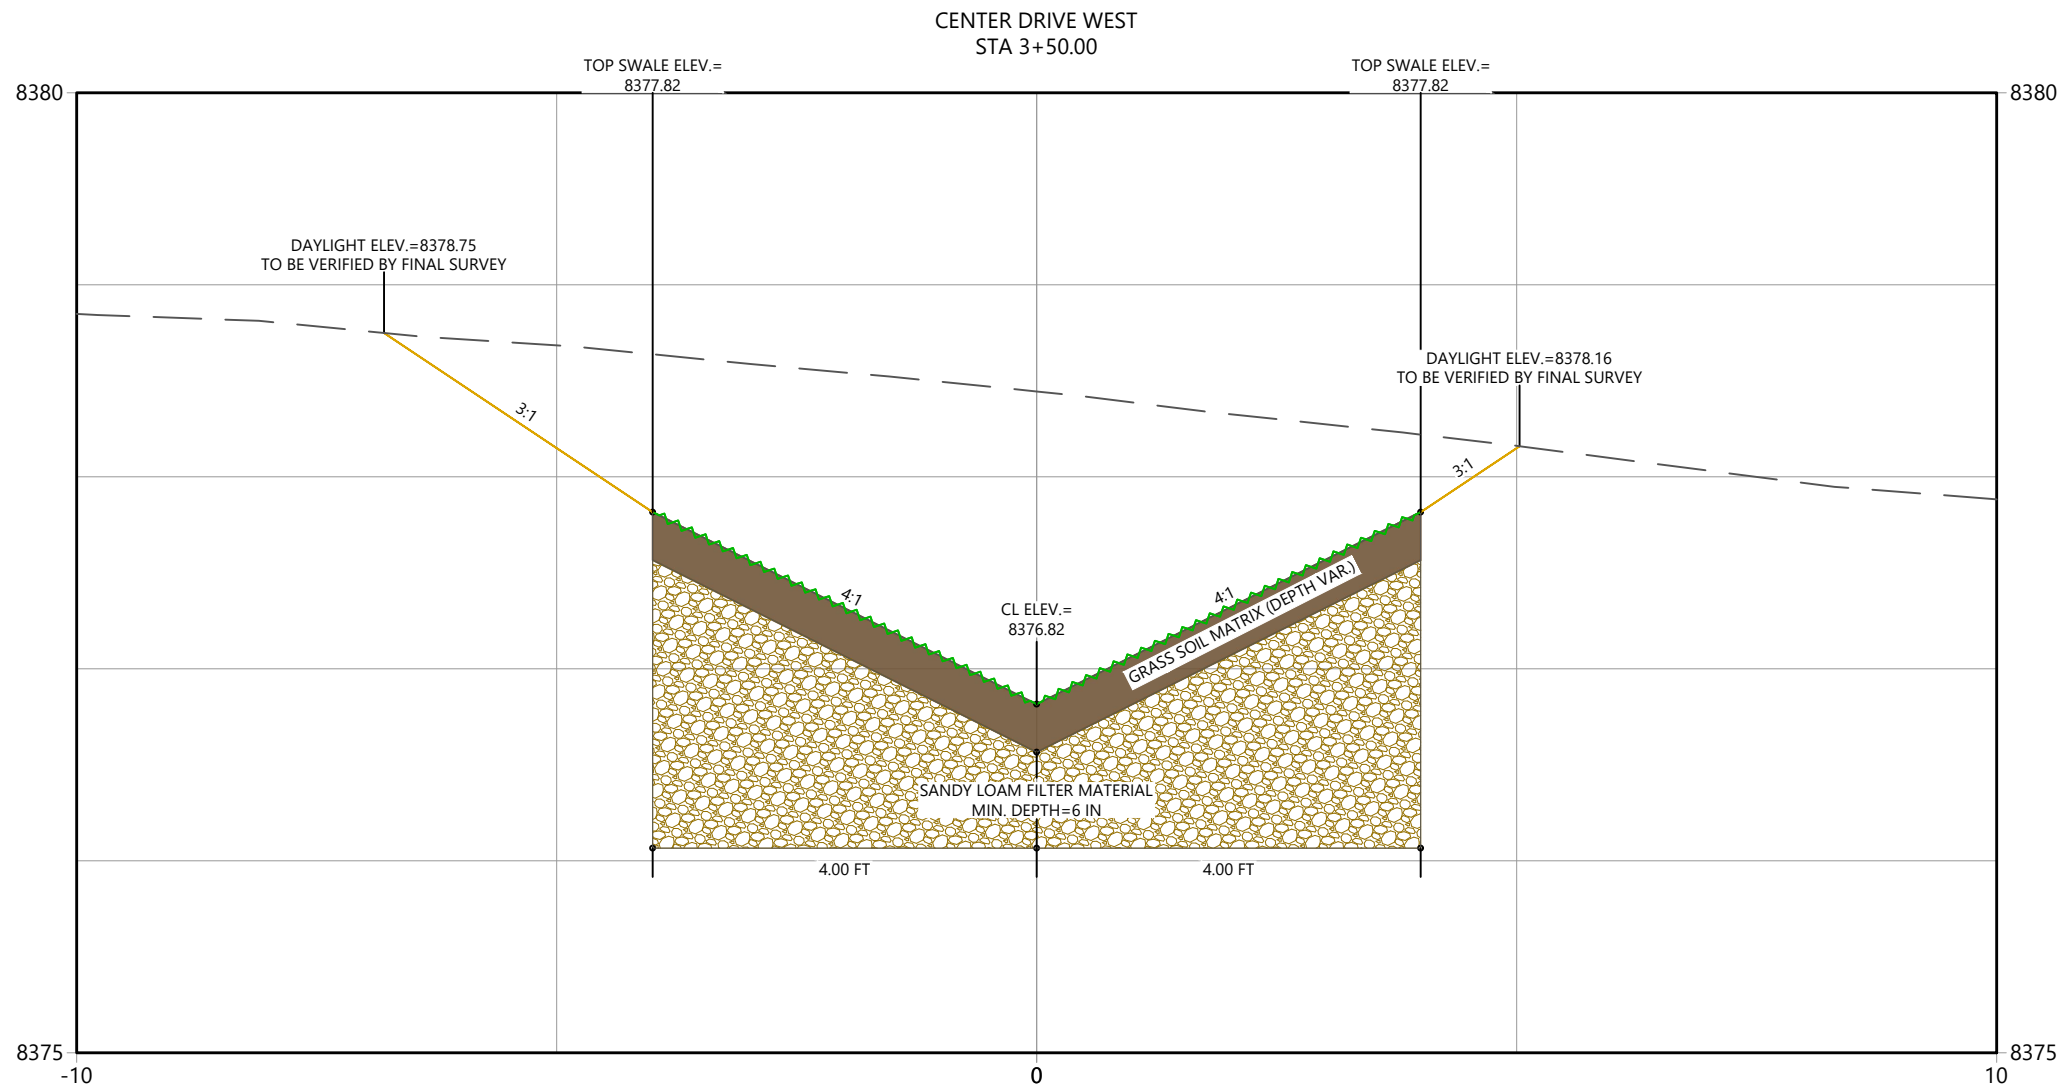 CENTER DRIVE WEST
STA 3+50.00
TOP SWALE ELEV.=
8377.82
TOP SWALE ELEV.=
8377.82
8380
8380
DAYLIGHT ELEV.=8378.75
TO BE VERIFIED BY FINAL SURVEY
DAYLIGHT ELEV.=8378.16
TO BE VERIFIED BY FINAL SURVEY
3:1
3:1
4:1
4:1
CL ELEV.=
8376.82
GRASS SOIL MATRIX (DEPTH VAR.)
SANDY LOAM FILTER MATERIAL
MIN. DEPTH=6 IN
4.00 FT
4.00 FT
8375
8375
-10
0
10